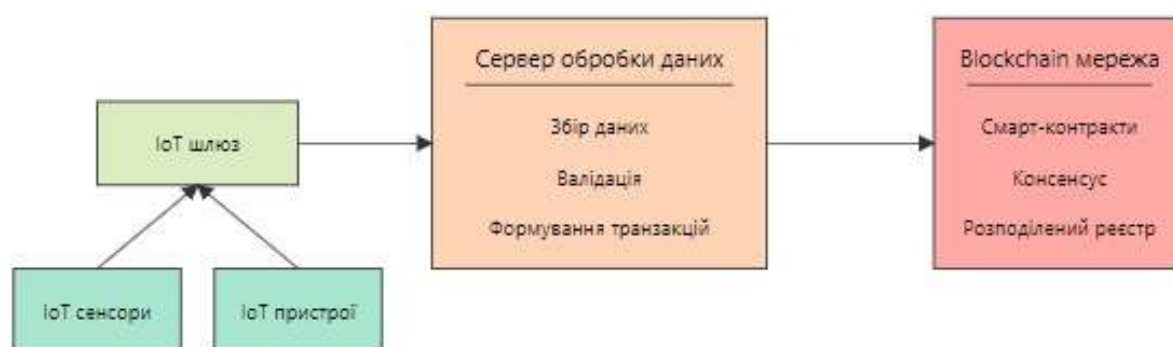 Сервер обробки даних
Збір даних
Валідація
Формування транзакцій
Blockchain мережа
Смарт-контракти
Консенсус
Розподілений реєстр
IoT шлюз
IoT сенсори
IoT пристрої